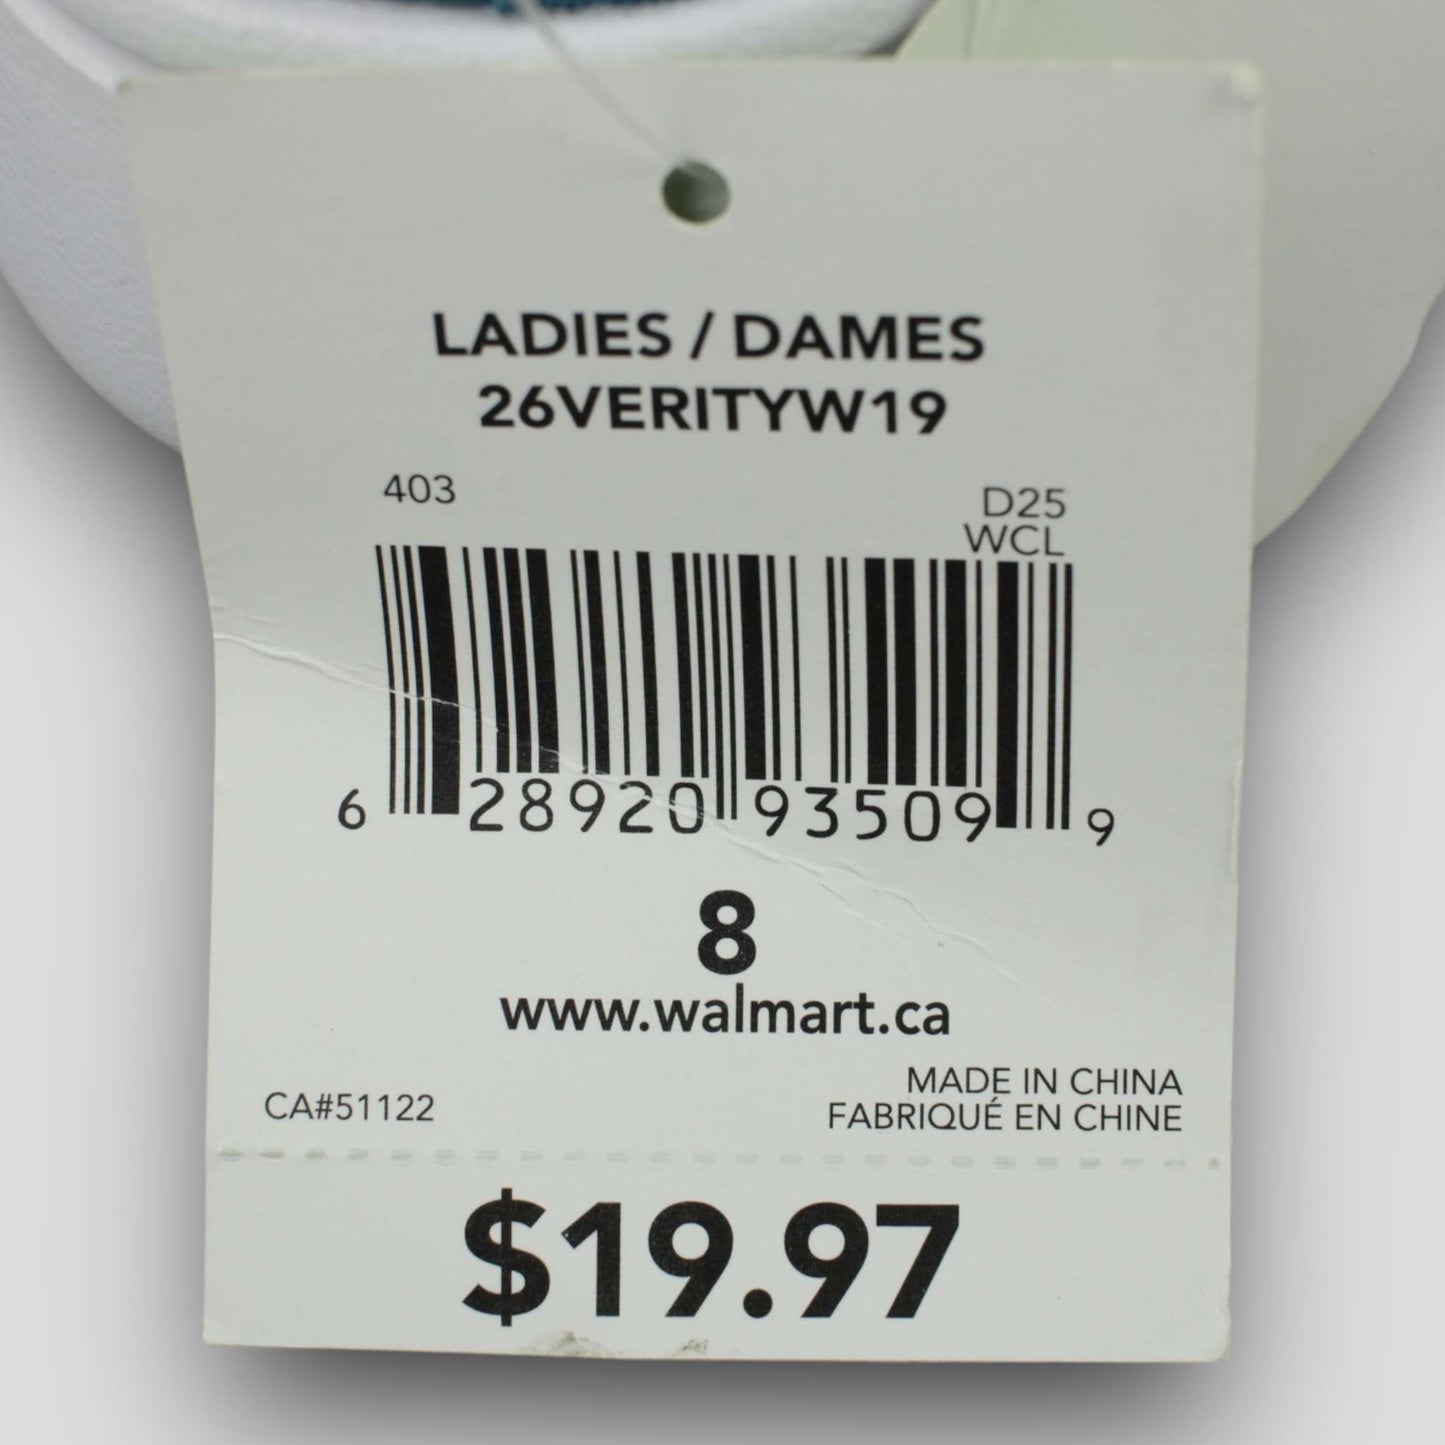 LADIES / DAMES
26VERITYW19
403
D25
WCL
6 28920 93509 9
8
www.walmart.ca
MADE IN CHINA
CA#51122
FABRIQUÉ EN CHINE
$19.97